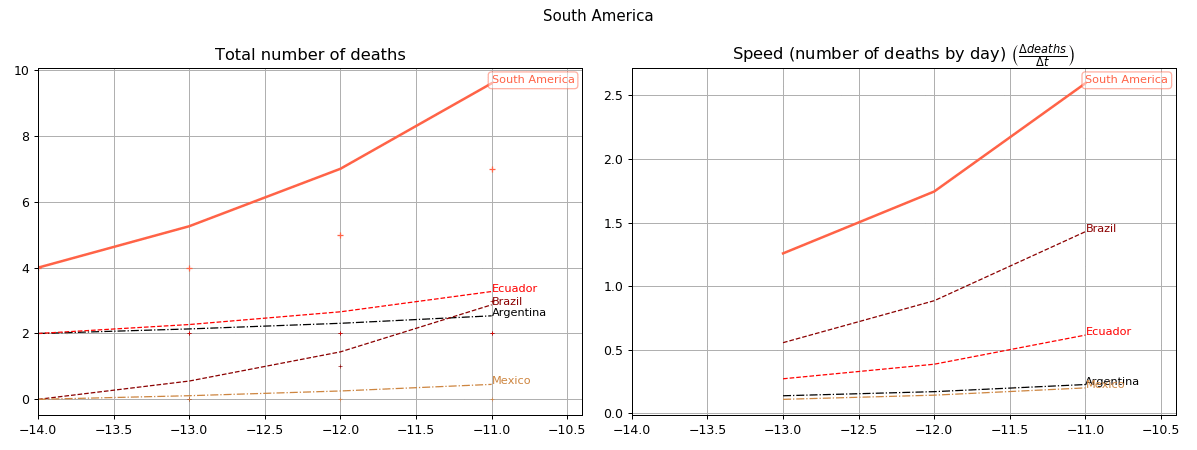 South America
Total number of deaths
10
8
6
4
2
0
South America
Ecuador
Brazil
Argentina
Mexico
−14.0 −13.5 −13.0 −12.5 −12.0 −11.5 −11.0 −10.5
Speed (number of deaths by day) (Δdeaths/Δt)
2.5
2.0
1.5
1.0
0.5
0.0
South America
Brazil
Ecuador
Argentina
Mexico
−14.0 −13.5 −13.0 −12.5 −12.0 −11.5 −11.0 −10.5